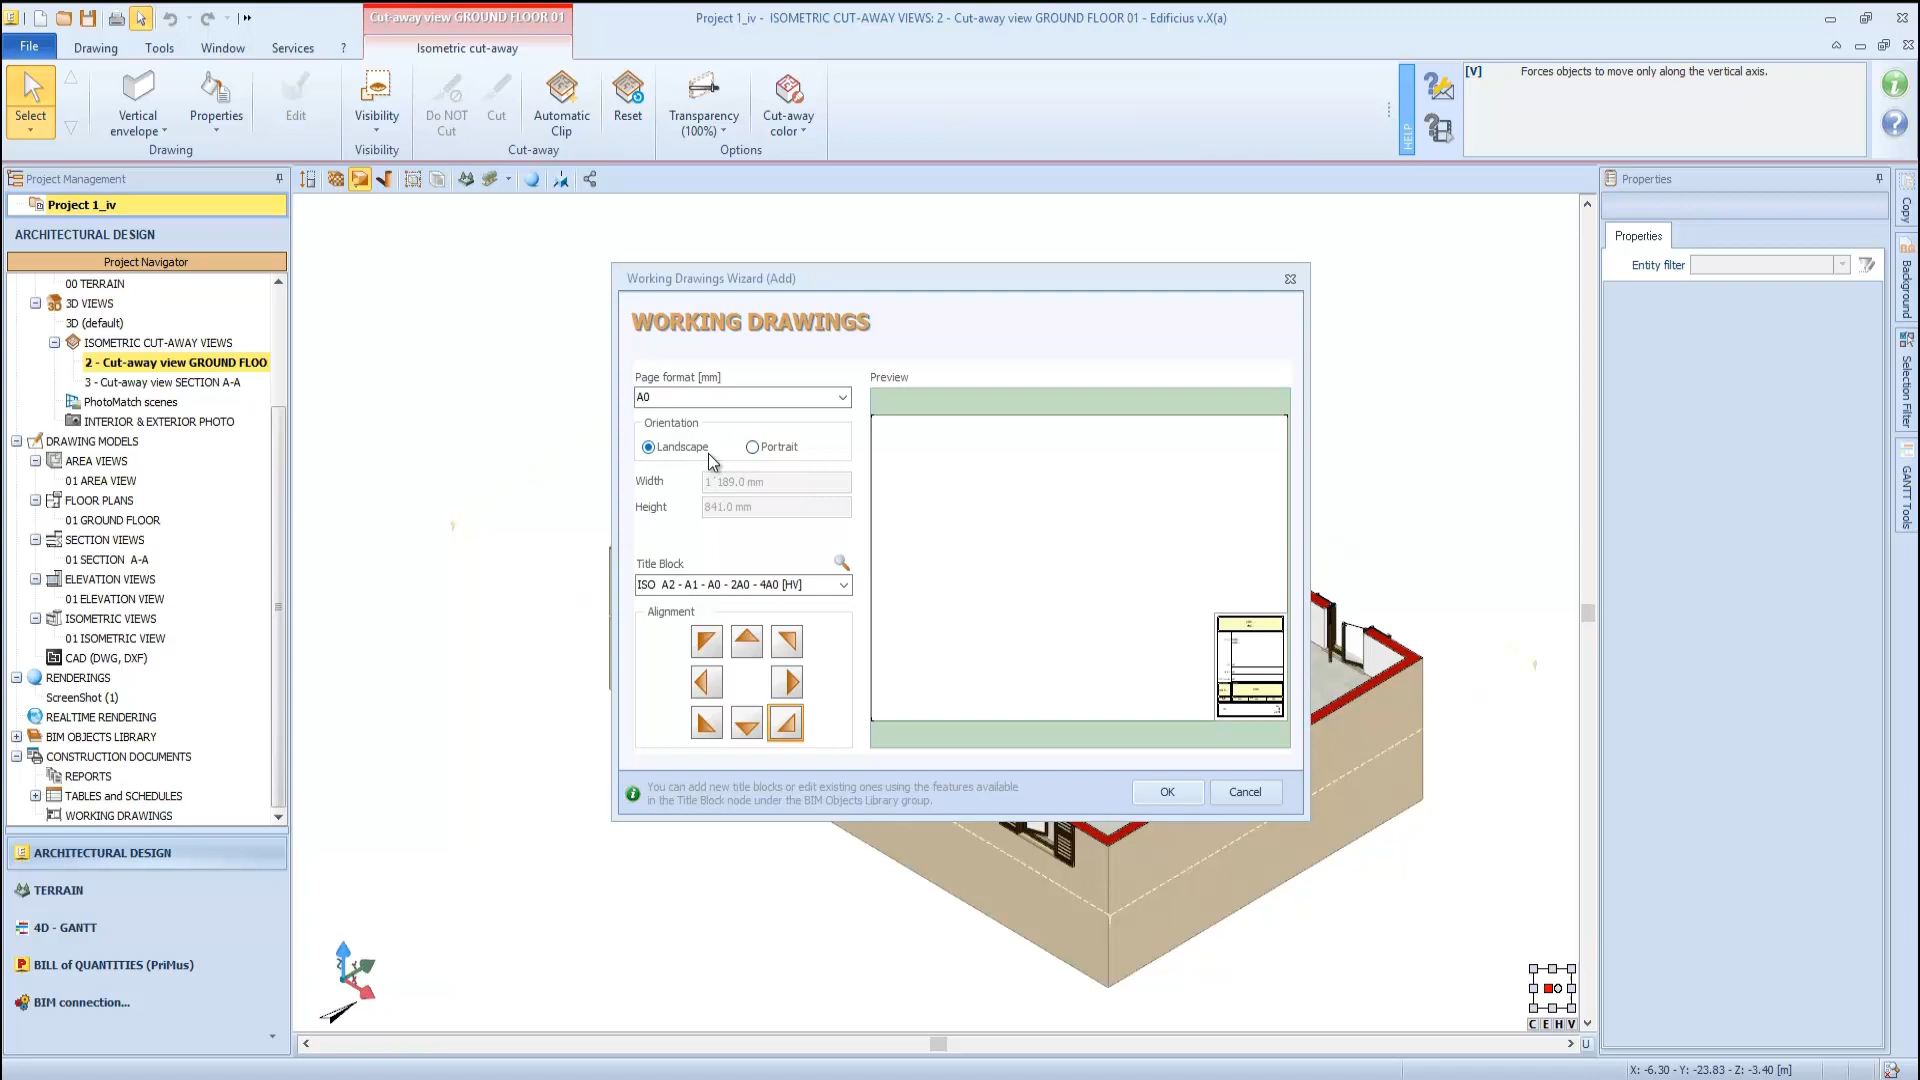 Cut-away view GROUND FLOOR 01
Project 1_iv - ISOMETRIC CUT-AWAY VIEWS: 2 - Cut-away view GROUND FLOOR 01 - Edificius v.X(a)
File
Drawing
Tools
Window
Services
?
Isometric cut-away
Select
Vertical envelope
Properties
Edit
Drawing
Visibility
Visibility
Do NOT Cut
Cut
Automatic Clip
Reset
Cut-away
Transparency (100%)
Cut-away color
Options
HELP
[V]
Forces objects to move only along the vertical axis.
Project Management
Project 1_iv
ARCHITECTURAL DESIGN
Project Navigator
00 TERRAIN
3D VIEWS
3D (default)
ISOMETRIC CUT-AWAY VIEWS
2 - Cut-away view GROUND FLOO
3 - Cut-away view SECTION A-A
PhotoMatch scenes
INTERIOR & EXTERIOR PHOTO
DRAWING MODELS
AREA VIEWS
01 AREA VIEW
FLOOR PLANS
01 GROUND FLOOR
SECTION VIEWS
01 SECTION A-A
ELEVATION VIEWS
01 ELEVATION VIEW
ISOMETRIC VIEWS
01 ISOMETRIC VIEW
CAD (DWG, DXF)
RENDERINGS
ScreenShot (1)
REALTIME RENDERING
BIM OBJECTS LIBRARY
CONSTRUCTION DOCUMENTS
REPORTS
TABLES and SCHEDULES
WORKING DRAWINGS
ARCHITECTURAL DESIGN
TERRAIN
4D - GANTT
BILL of QUANTITIES (PriMus)
BIM connection...
Working Drawings Wizard (Add)
WORKING DRAWINGS
Page format [mm]
A0
Orientation
Landscape
Portrait
Width
1´189.0 mm
Height
841.0 mm
Title Block
ISO A2 - A1 - A0 - 2A0 - 4A0 [HV]
Alignment
Preview
You can add new title blocks or edit existing ones using the features available
in the Title Block node under the BIM Objects Library group.
OK
Cancel
Properties
Properties
Entity filter
Copy
Background
Selection Filter
GANTT Tools
C E H V
U
X: -6.30 - Y: -23.83 - Z: -3.40 [m]